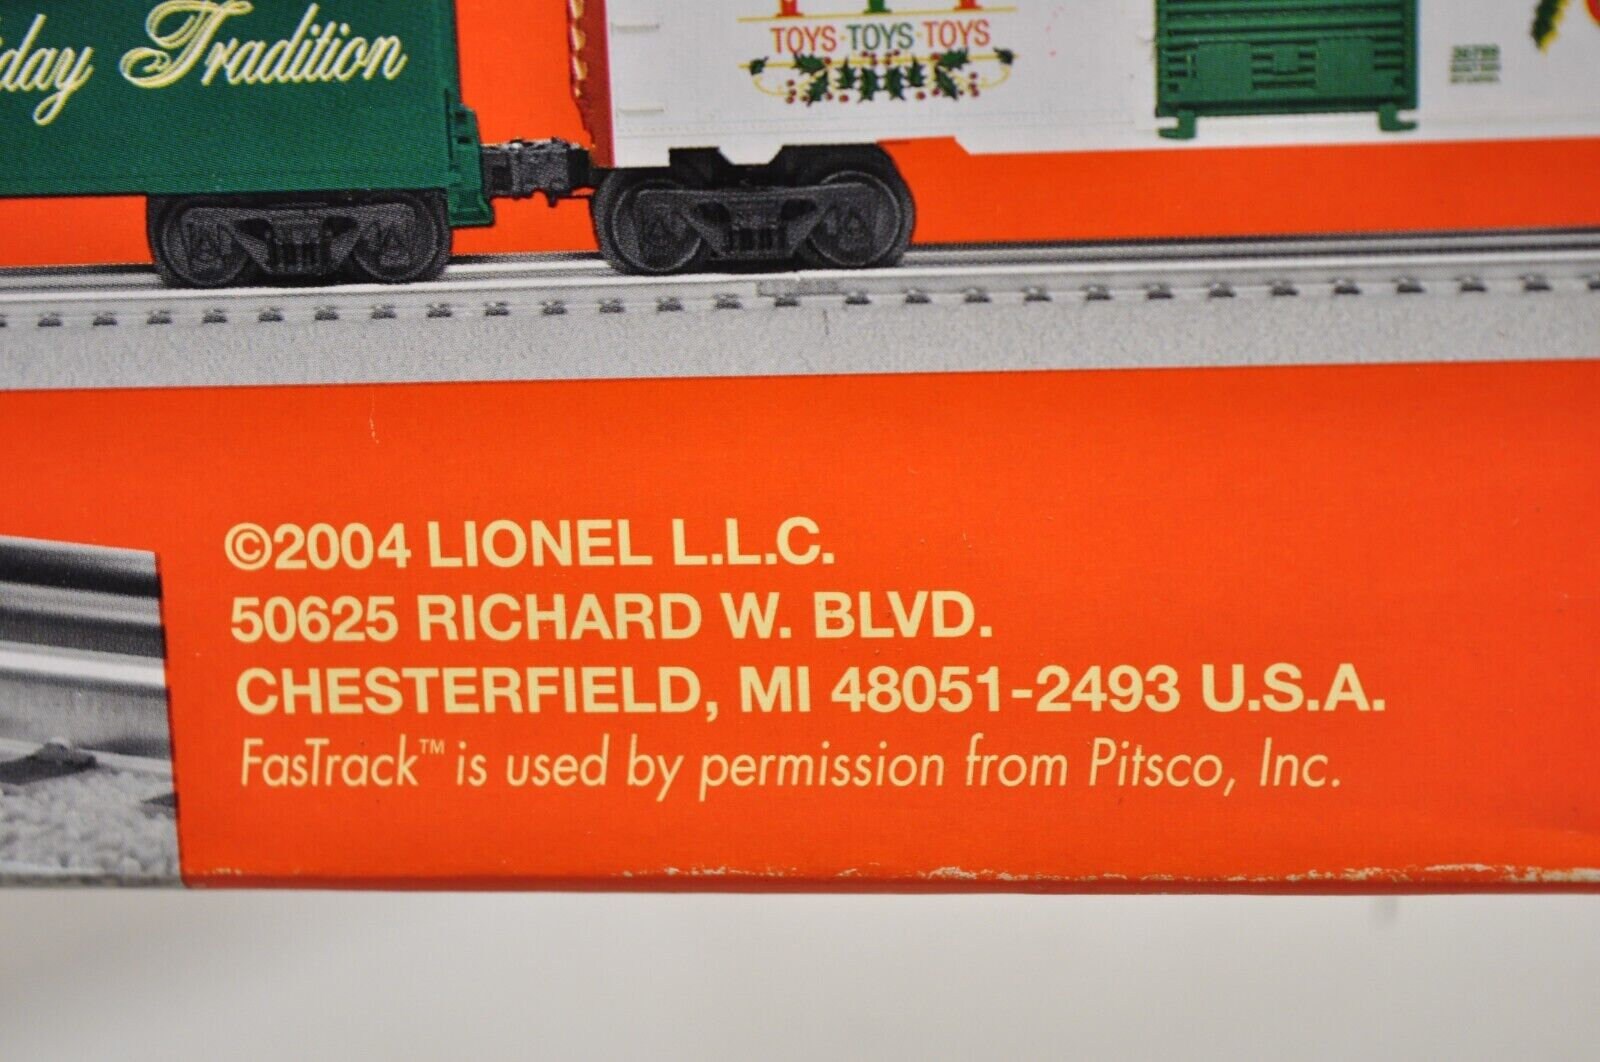 day Tradition
TOYS TOYS TOYS
©2004 LIONEL L.L.C.
50625 RICHARD W. BLVD.
CHESTERFIELD, MI 48051-2493 U.S.A.
FasTrack™ is used by permission from Pitsco, Inc.